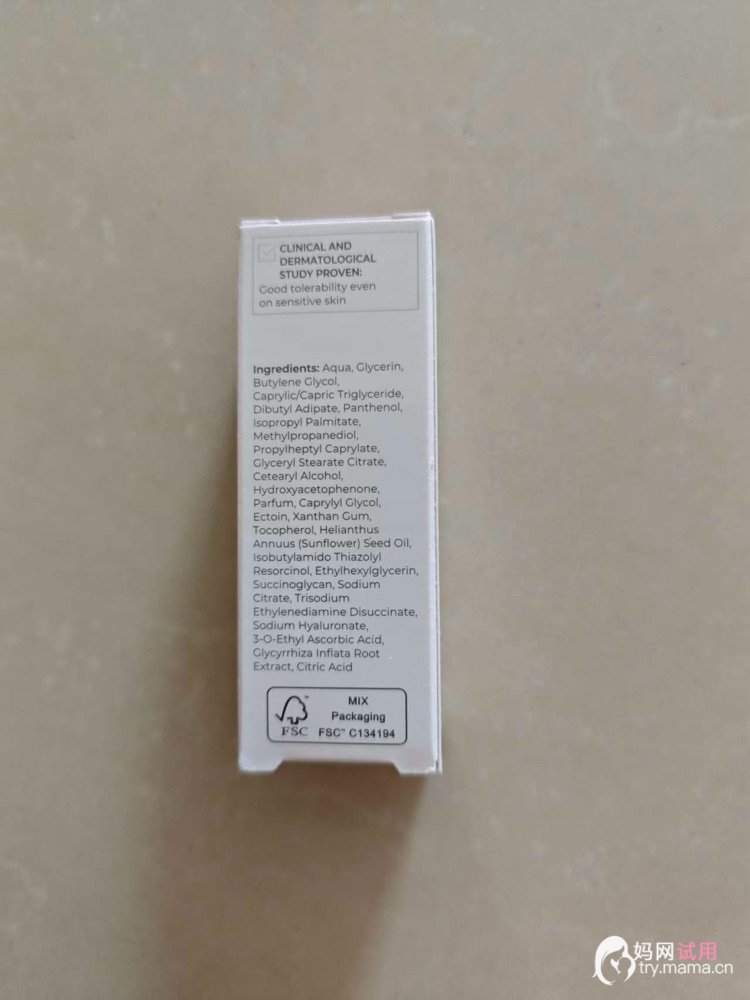 CLINICAL AND
DERMATOLOGICAL
STUDY PROVEN:
Good tolerability even
on sensitive skin
Ingredients: Aqua, Glycerin,
Butylene Glycol,
Caprylic/Capric Triglyceride,
Dibutyl Adipate, Panthenol,
Isopropyl Palmitate,
Methylpropanediol,
Propylheptyl Caprylate,
Glyceryl Stearate Citrate,
Cetearyl Alcohol,
Hydroxyacetophenone,
Parfum, Caprylyl Glycol,
Ectoin, Xanthan Gum,
Tocopherol, Helianthus
Annuus (Sunflower) Seed Oil,
Isobutylamido Thiazolyl
Resorcinol, Ethylhexylglycerin,
Succinoglycan, Sodium
Citrate, Trisodium
Ethylenediamine Disuccinate,
Sodium Hyaluronate,
3-O-Ethyl Ascorbic Acid,
Glycyrrhiza Inflata Root
Extract, Citric Acid
FSC™
MIX
Packaging
FSC™ C134194
妈网试用
try.mama.cn